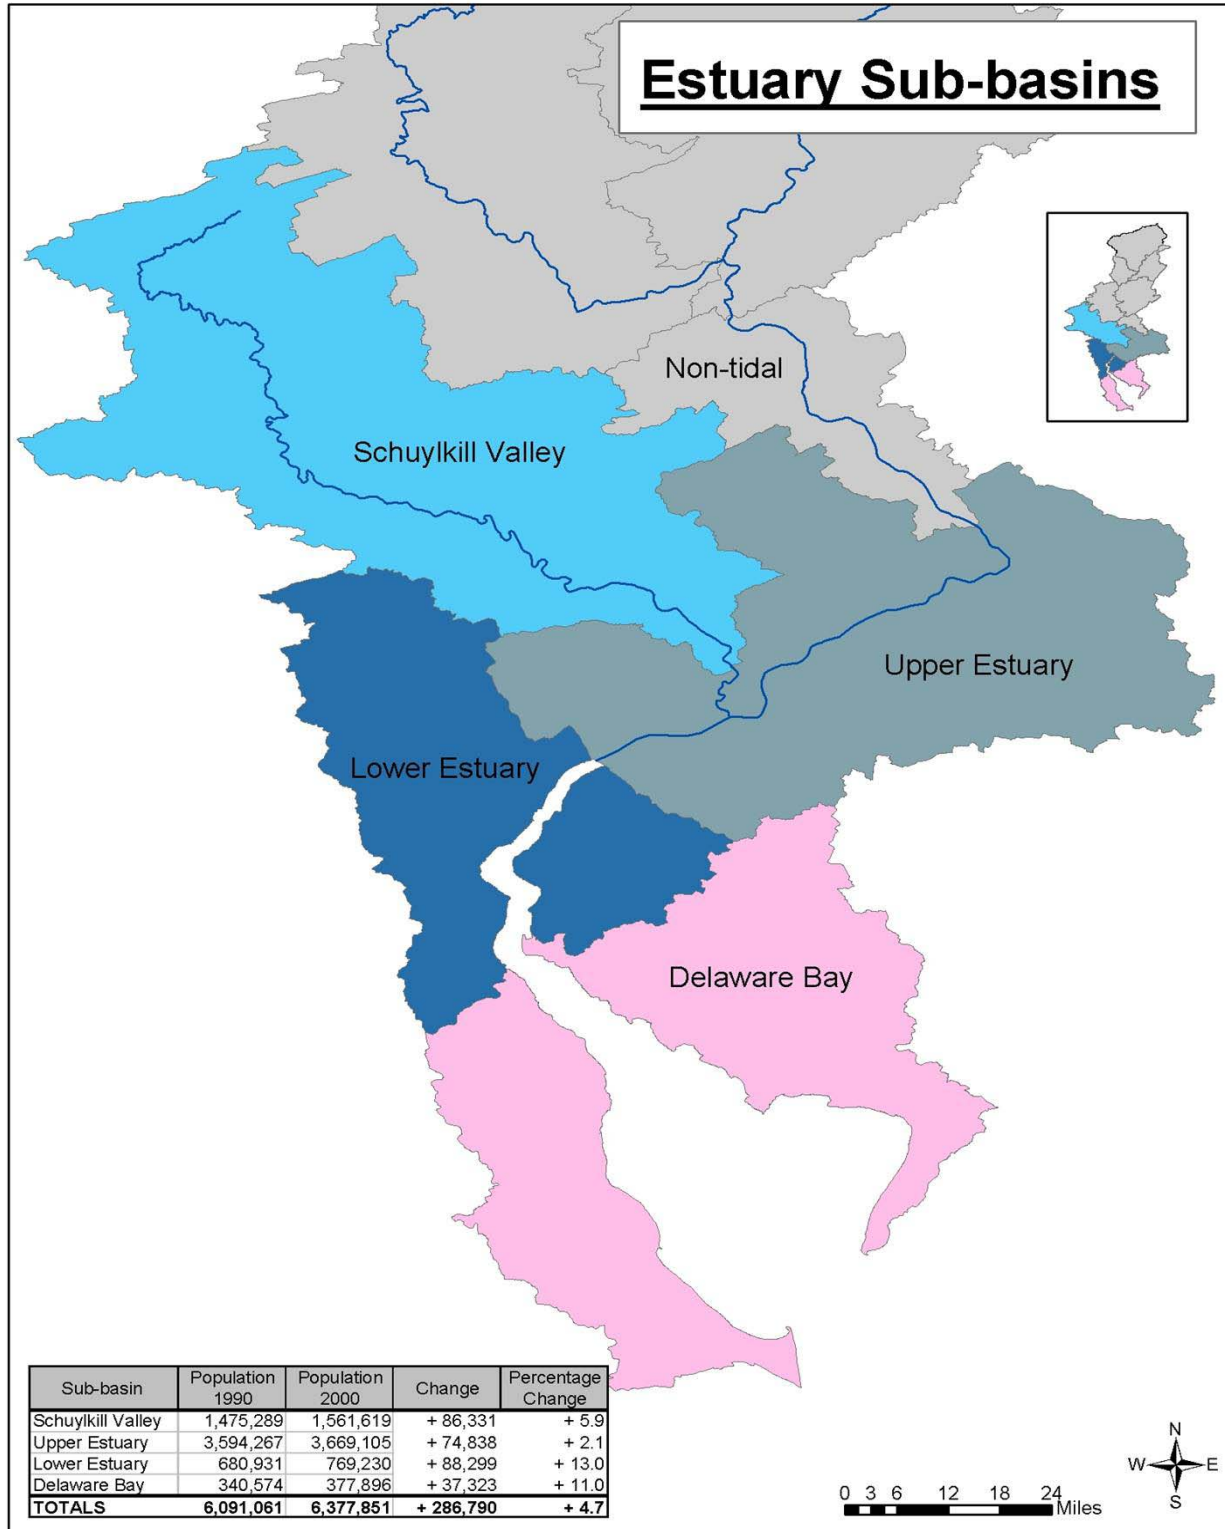 Estuary Sub-basins
Non-tidal
Schuylkill Valley
Upper Estuary
Lower Estuary
Delaware Bay
Sub-basin Population 1990 Population 2000 Change Percentage Change
Schuylkill Valley 1,475,289 1,561,619 + 86,331 + 5.9
Upper Estuary 3,594,267 3,669,105 + 74,838 + 2.1
Lower Estuary 680,931 769,230 + 88,299 + 13.0
Delaware Bay 340,574 377,896 + 37,323 + 11.0
TOTALS 6,091,061 6,377,851 + 286,790 + 4.7
N
W E
S
0 3 6 12 18 24
Miles